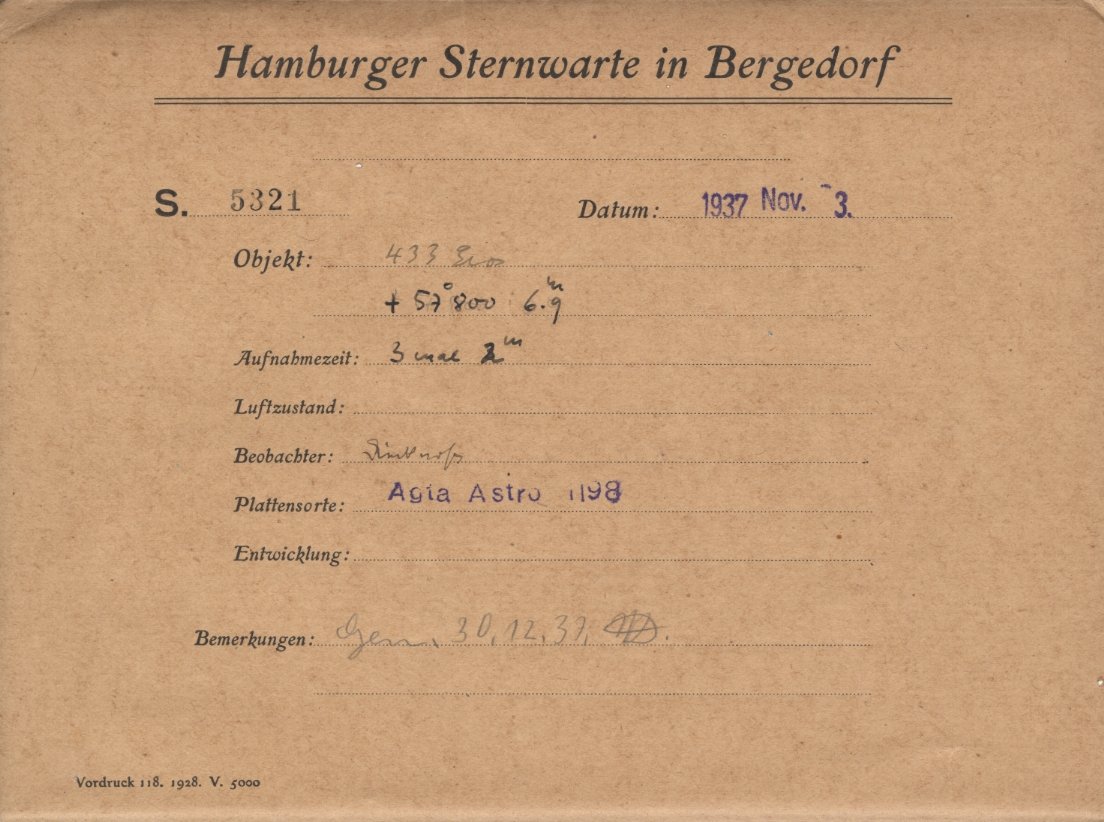 Hamburger Sternwarte in Bergedorf
S. 5321 Datum: 1937 Nov. 3.
Objekt: 433 Eros
+ 57° 800 6.9ᵐ
Aufnahmezeit: 3 mal 2ᵐ
Luftzustand:
Beobachter:
Plattensorte: Agfa Astro 1198
Entwicklung:
Bemerkungen: Gem. 30.12.37.
Vordruck 118. 1928. V. 5000